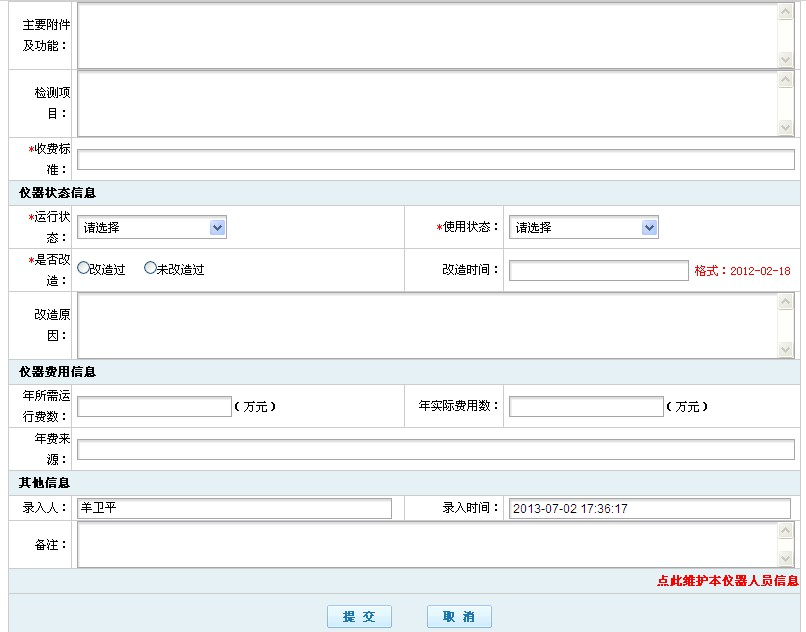 主要附件
及功能：
检测项
目：
*收费标
准：
仪器状态信息
*运行状
态：
请选择
*使用状态：
请选择
*是否改
造：
改造过
未改造过
改造时间：
格式：2012-02-18
改造原
因：
仪器费用信息
年所需运
行费数：
（万元）
年实际费用数：
（万元）
年费来
源：
其他信息
录入人：
羊卫平
录入时间：
2013-07-02 17:36:17
备注：
点此维护本仪器人员信息
提 交
取 消